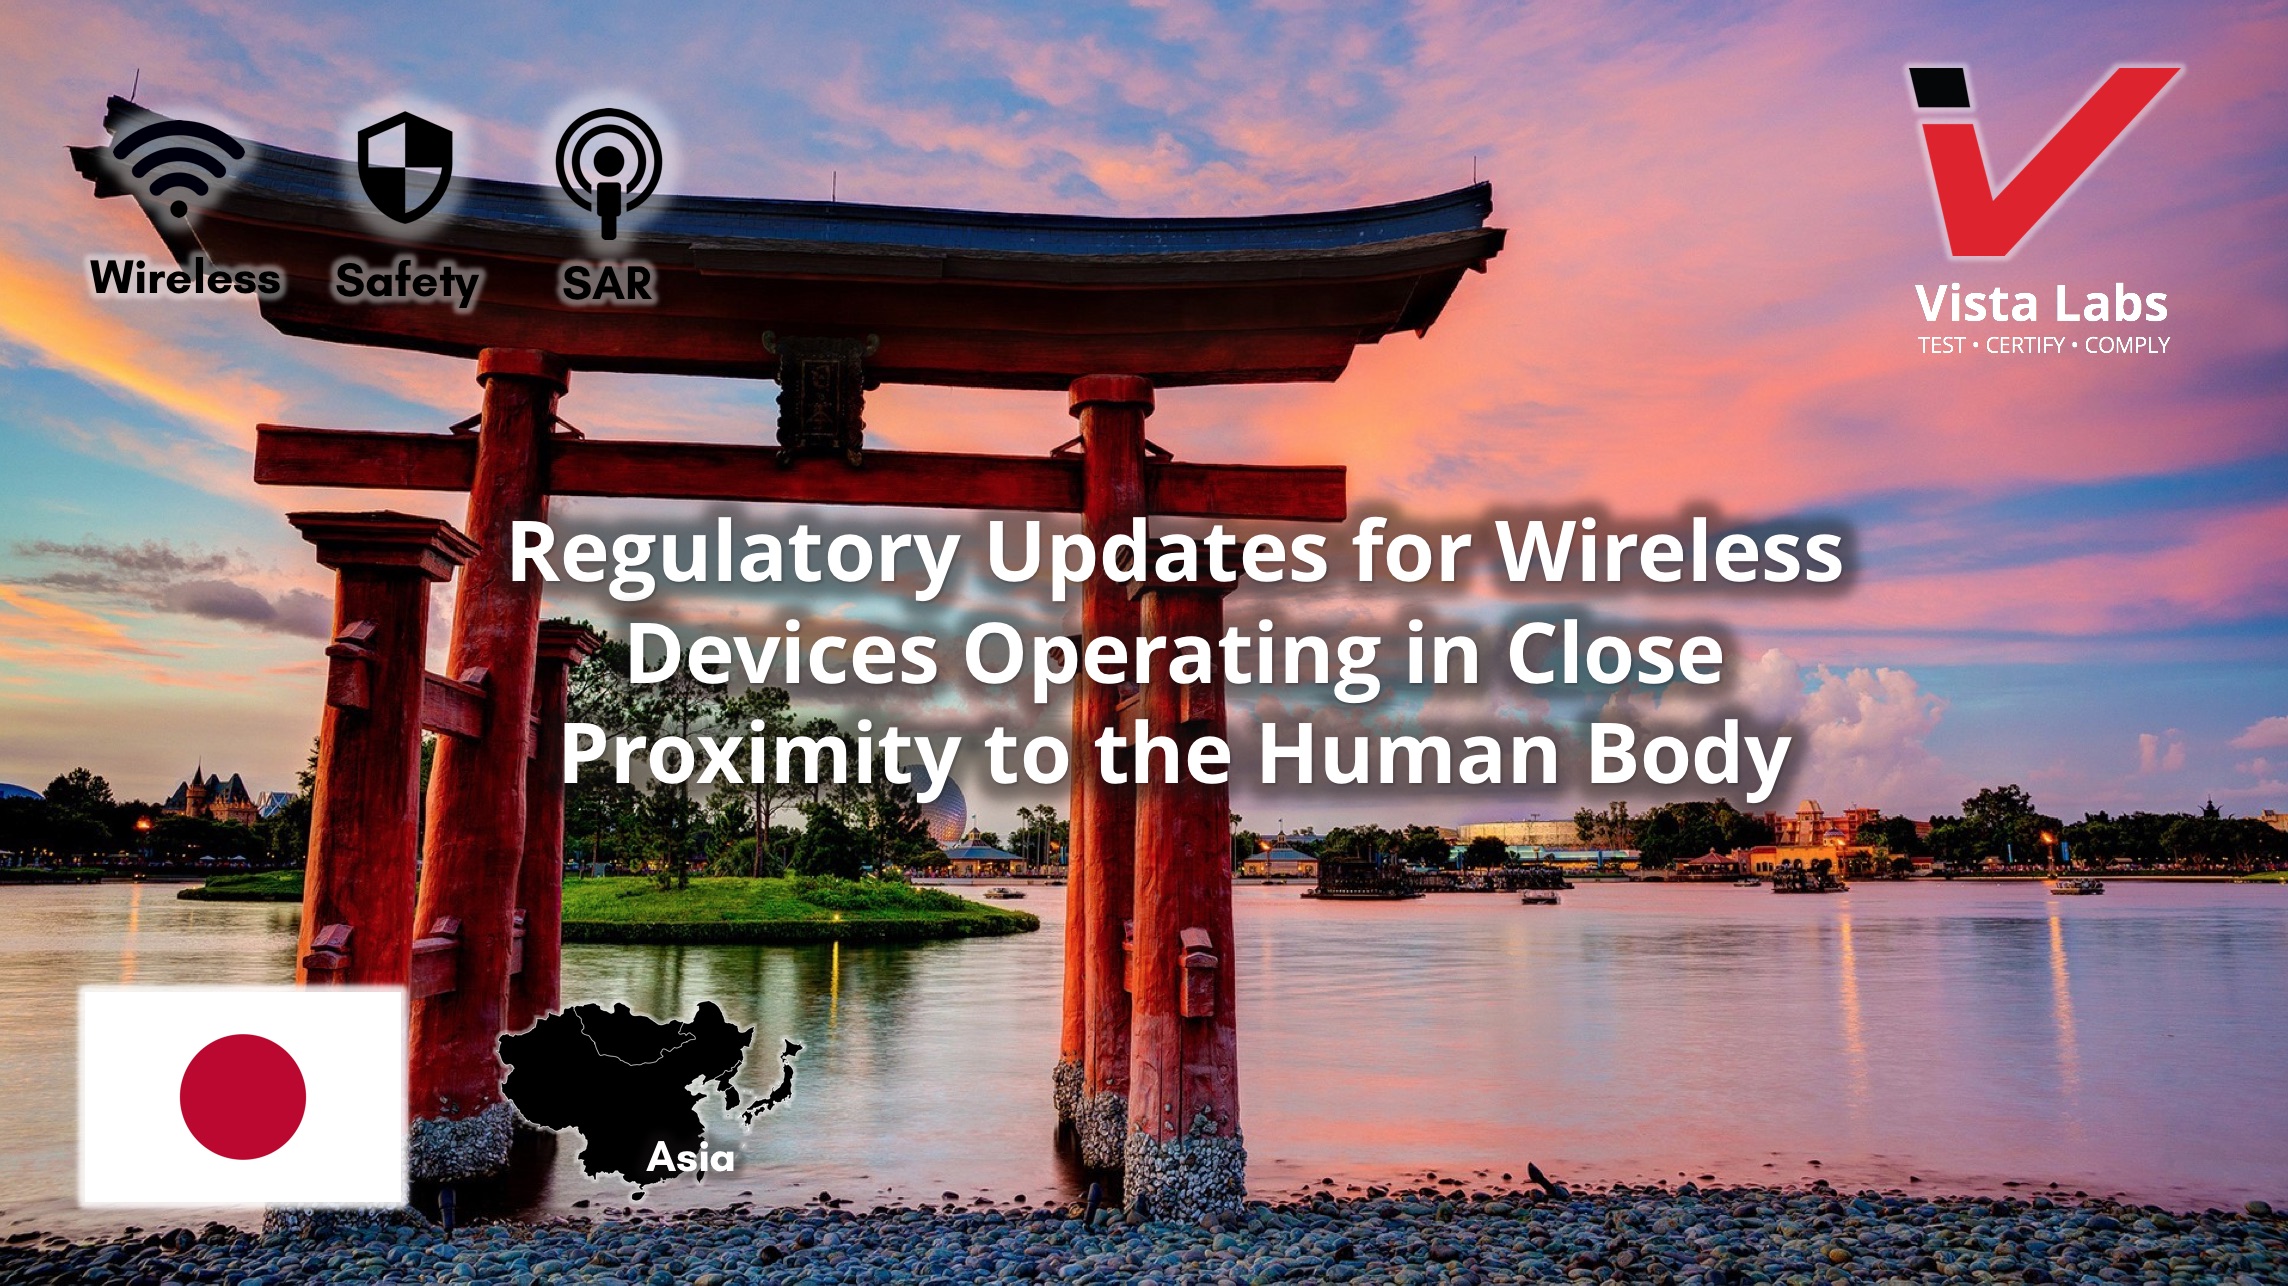 Wireless
Safety
SAR
Vista Labs
TEST • CERTIFY • COMPLY
Regulatory Updates for Wireless
Devices Operating in Close
Proximity to the Human Body
Asia